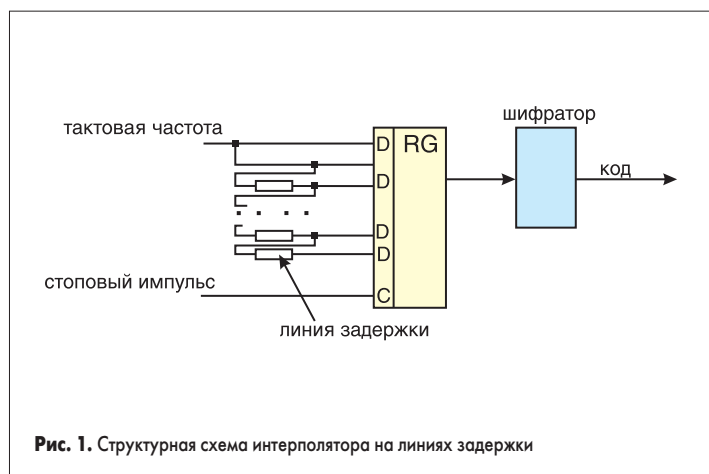 тактовая частота
D
RG
D
D
D
стоповый импульс
C
линия задержки
шифратор
код
Рис. 1. Структурная схема интерполятора на линиях задержки